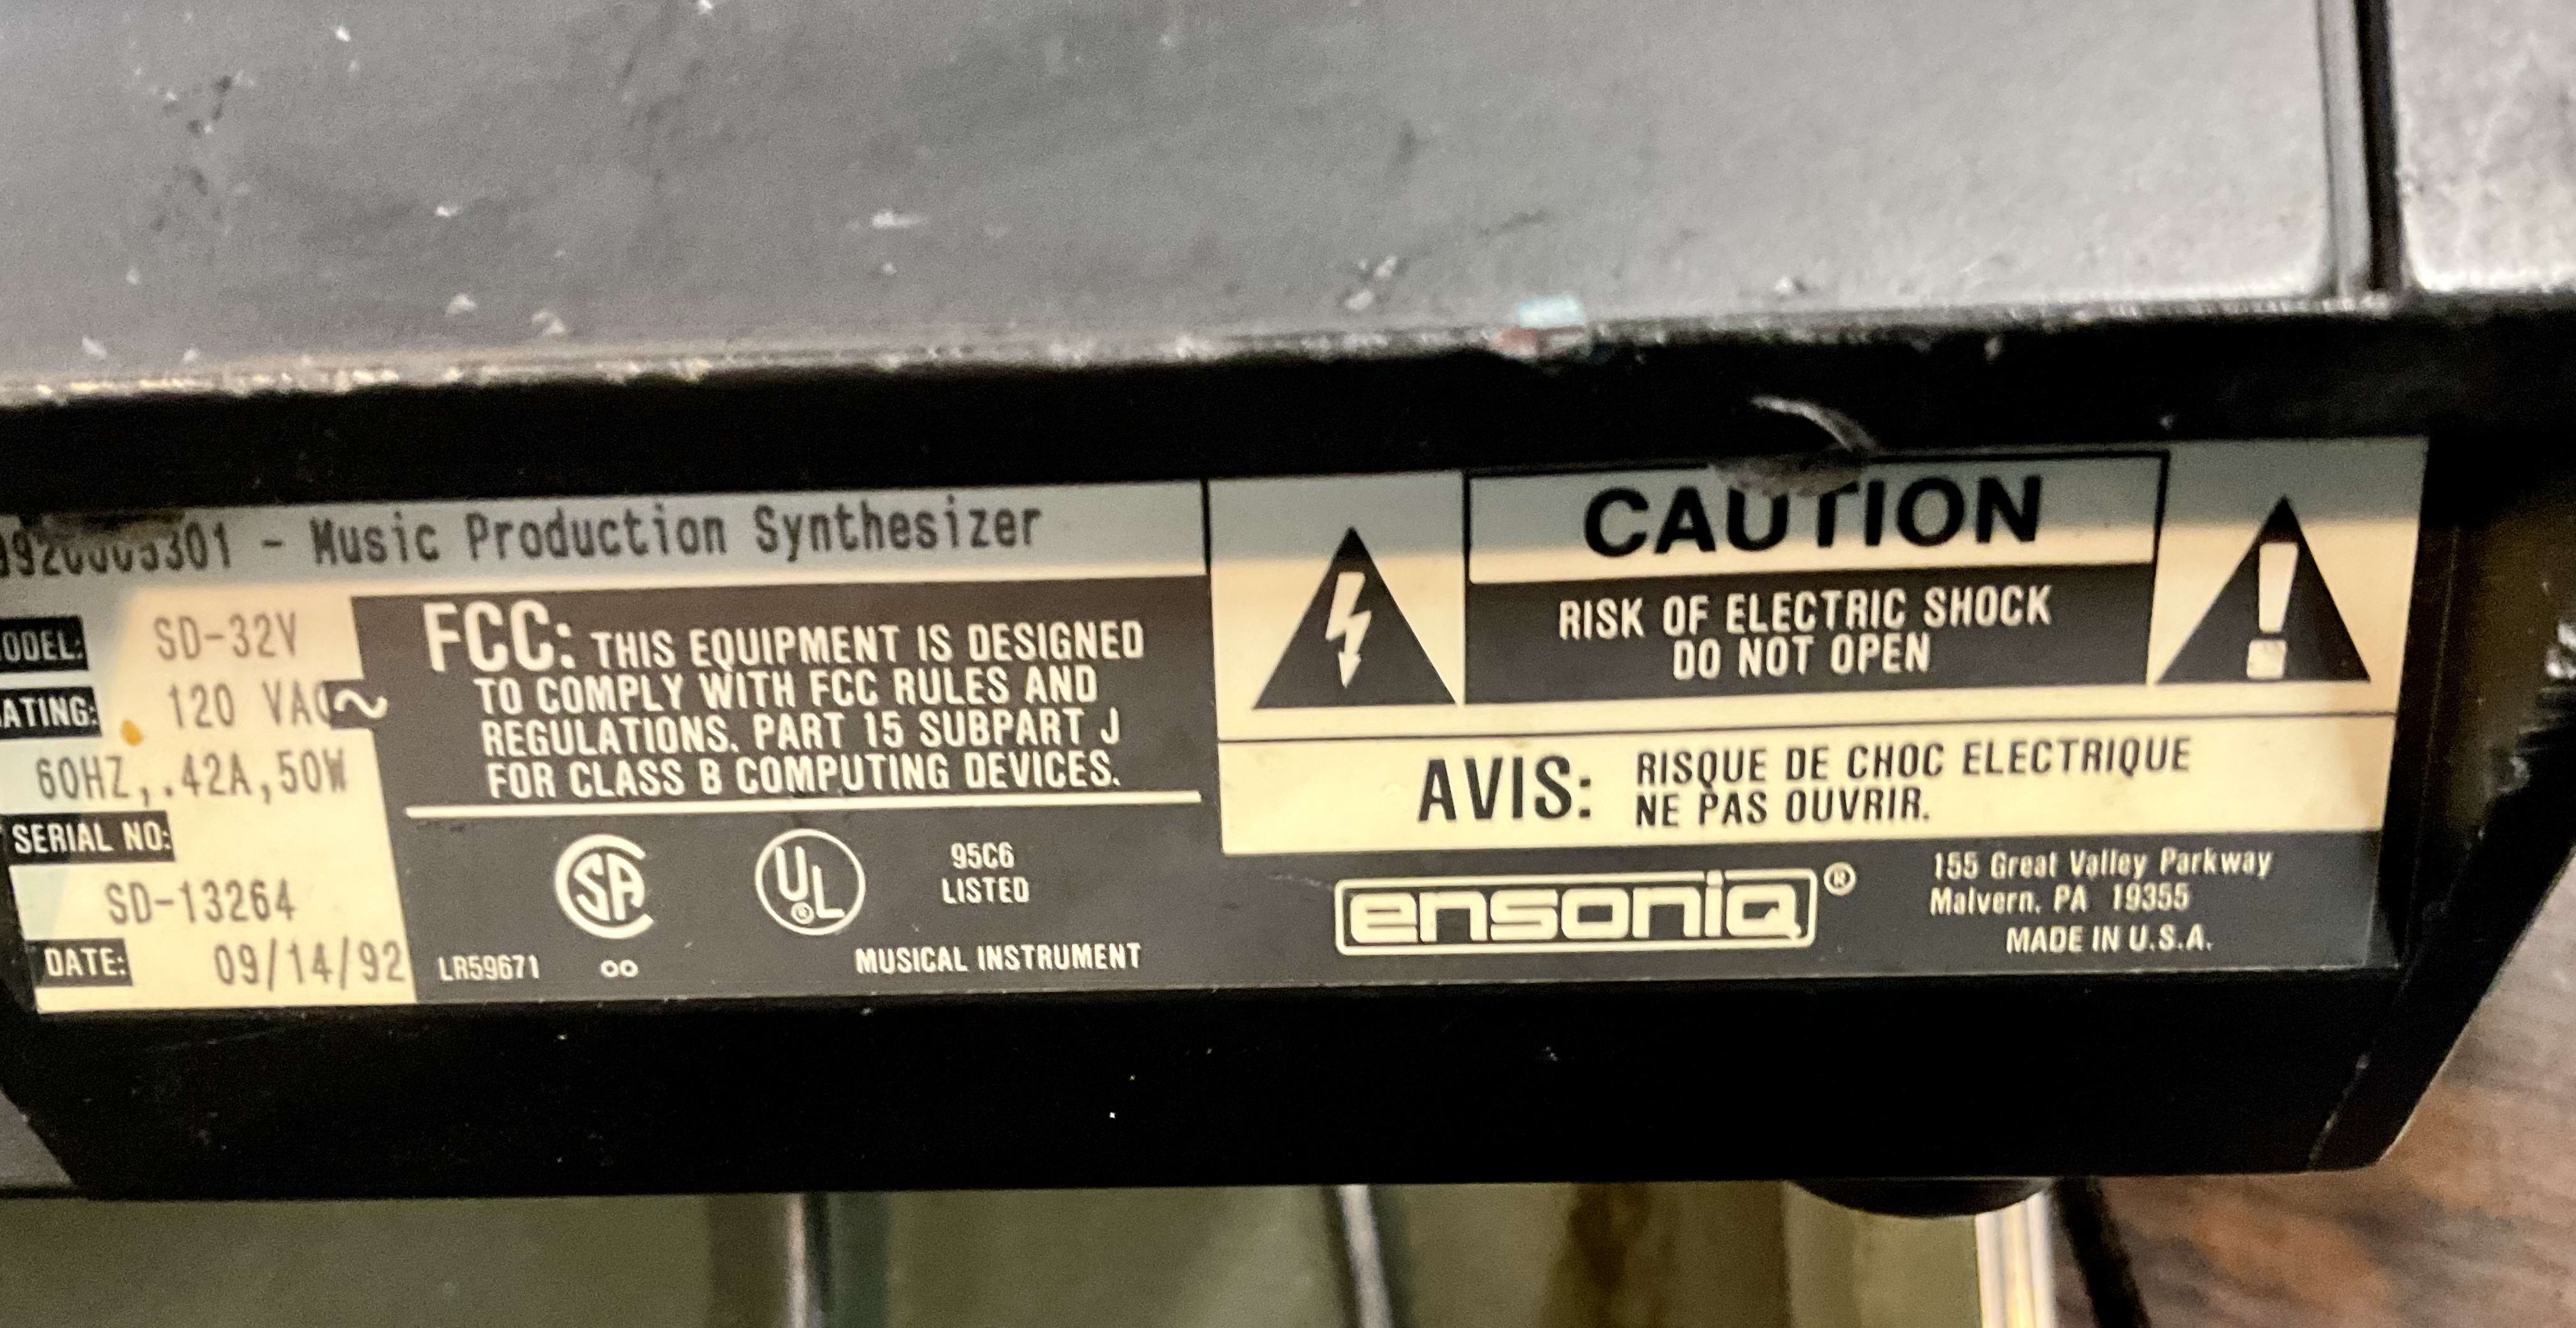 - Music Production Synthesizer
MODEL: SD-32V
RATING: 120 VAC~
60HZ,.42A,50W
SERIAL NO:
SD-13264
DATE: 09/14/92
FCC: THIS EQUIPMENT IS DESIGNED
TO COMPLY WITH FCC RULES AND
REGULATIONS. PART 15 SUBPART J
FOR CLASS B COMPUTING DEVICES.
SA
LR59671
UL®
95C6
LISTED
MUSICAL INSTRUMENT
CAUTION
RISK OF ELECTRIC SHOCK
DO NOT OPEN
AVIS: RISQUE DE CHOC ELECTRIQUE
NE PAS OUVRIR.
ensoniq®
155 Great Valley Parkway
Malvern, PA 19355
MADE IN U.S.A.